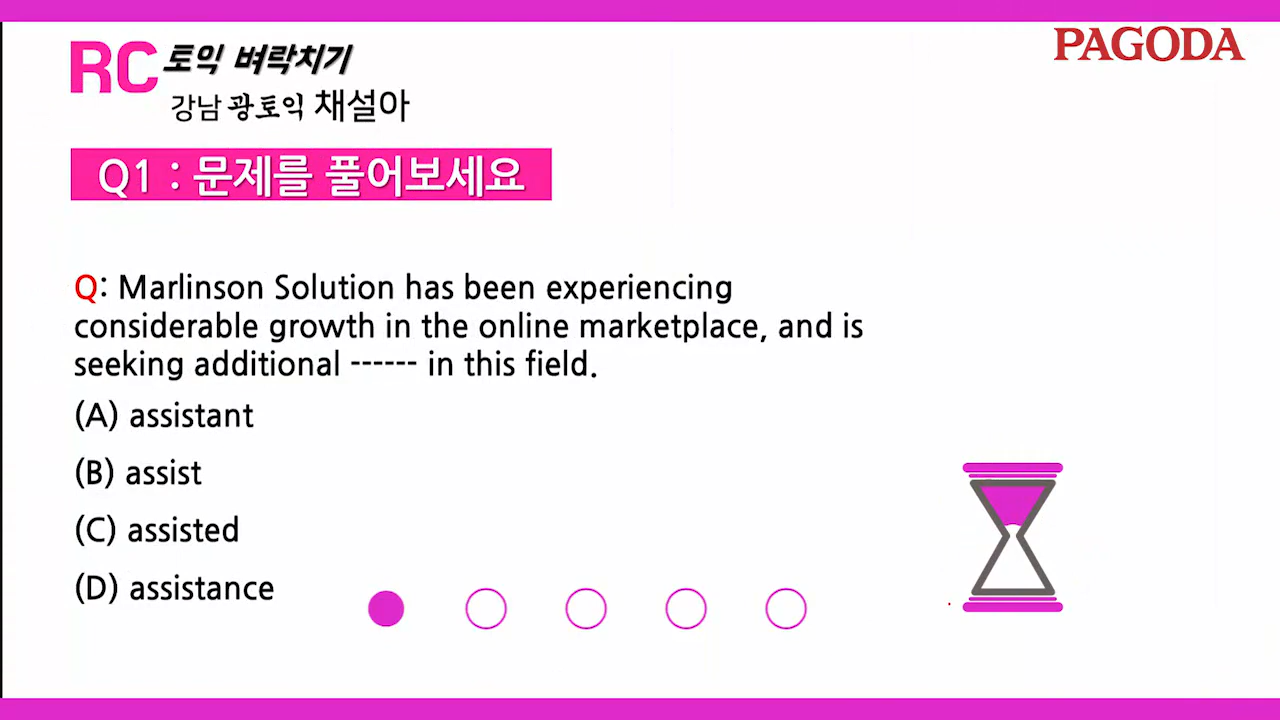 RC 토익 벼락치기
PAGODA
강남 광토익 채설아
Q1 : 문제를 풀어보세요
Q: Marlinson Solution has been experiencing
considerable growth in the online marketplace, and is
seeking additional ------ in this field.
(A) assistant
(B) assist
(C) assisted
(D) assistance